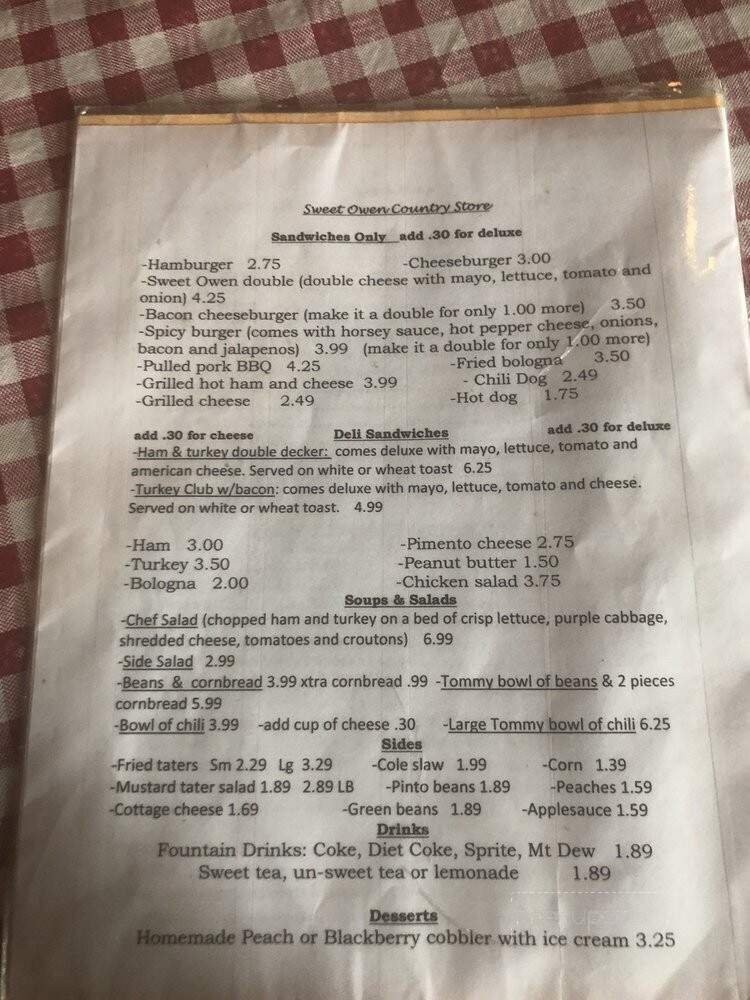 Sweet Owen Country Store
Sandwiches Only add .30 for deluxe
-Hamburger 2.75 -Cheeseburger 3.00
-Sweet Owen double (double cheese with mayo, lettuce, tomato and
onion) 4.25
-Bacon cheeseburger (make it a double for only 1.00 more) 3.50
-Spicy burger (comes with horsey sauce, hot pepper cheese, onions,
bacon and jalapenos) 3.99 (make it a double for only 1.00 more)
-Pulled pork BBQ 4.25 -Fried bologna 3.50
-Grilled hot ham and cheese 3.99 - Chili Dog 2.49
-Grilled cheese 2.49 -Hot dog 1.75
add .30 for cheese Deli Sandwiches add .30 for deluxe
-Ham & turkey double decker: comes deluxe with mayo, lettuce, tomato and
american cheese. Served on white or wheat toast 6.25
-Turkey Club w/bacon: comes deluxe with mayo, lettuce, tomato and cheese.
Served on white or wheat toast. 4.99
-Ham 3.00 -Pimento cheese 2.75
-Turkey 3.50 -Peanut butter 1.50
-Bologna 2.00 -Chicken salad 3.75
Soups & Salads
-Chef Salad (chopped ham and turkey on a bed of crisp lettuce, purple cabbage,
shredded cheese, tomatoes and croutons) 6.99
-Side Salad 2.99
-Beans & cornbread 3.99 xtra cornbread .99 -Tommy bowl of beans & 2 pieces
cornbread 5.99
-Bowl of chili 3.99 -add cup of cheese .30 -Large Tommy bowl of chili 6.25
Sides
-Fried taters Sm 2.29 Lg 3.29 -Cole slaw 1.99 -Corn 1.39
-Mustard tater salad 1.89 2.89 LB -Pinto beans 1.89 -Peaches 1.59
-Cottage cheese 1.69 -Green beans 1.89 -Applesauce 1.59
Drinks
Fountain Drinks: Coke, Diet Coke, Sprite, Mt Dew 1.89
Sweet tea, un-sweet tea or lemonade 1.89
Desserts
Homemade Peach or Blackberry cobbler with ice cream 3.25